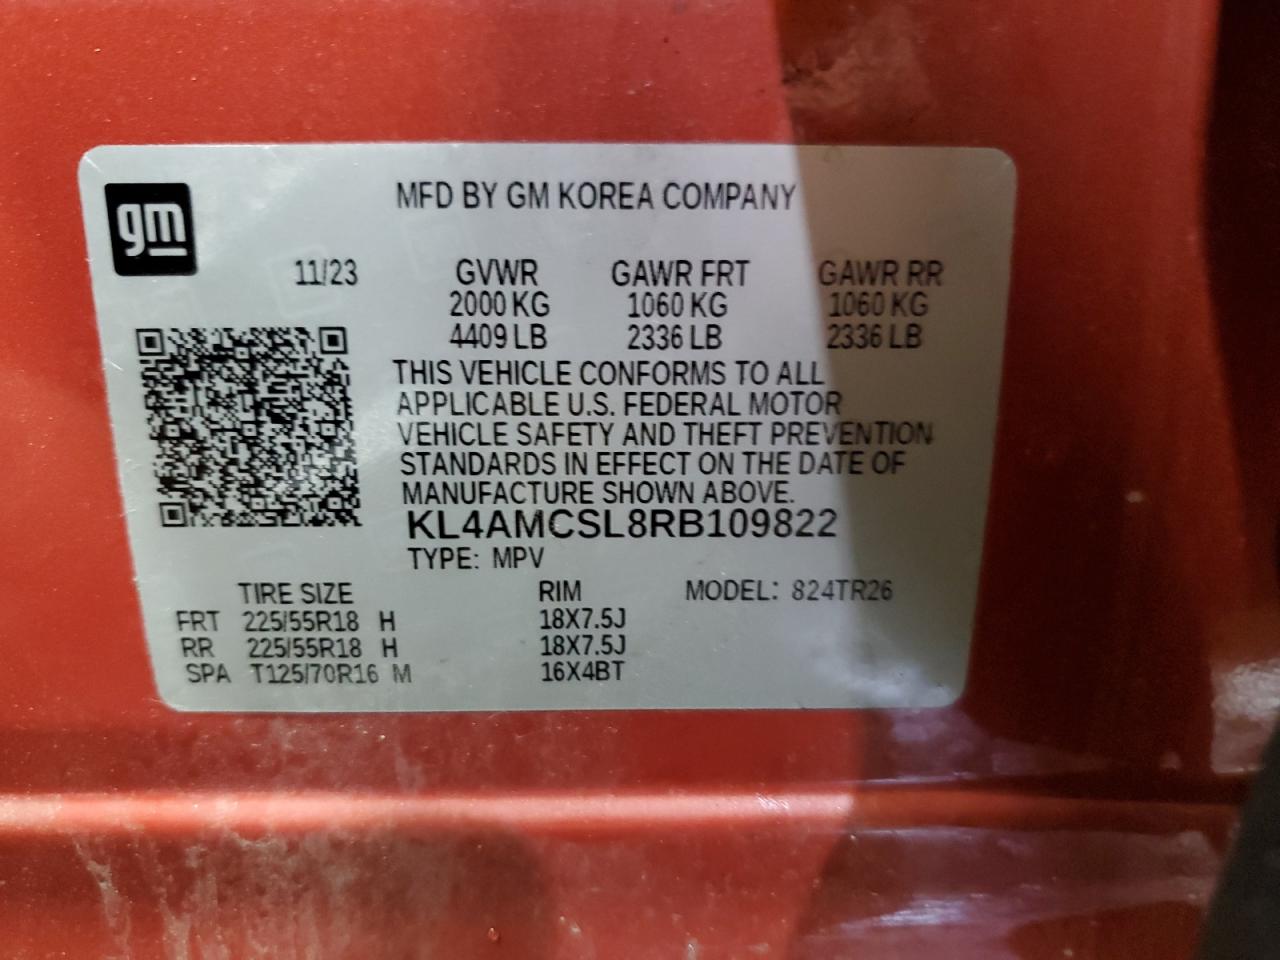 gm
MFD BY GM KOREA COMPANY
11/23 GVWR GAWR FRT GAWR RR
2000 KG 1060 KG 1060 KG
4409 LB 2336 LB 2336 LB
THIS VEHICLE CONFORMS TO ALL
APPLICABLE U.S. FEDERAL MOTOR
VEHICLE SAFETY AND THEFT PREVENTION
STANDARDS IN EFFECT ON THE DATE OF
MANUFACTURE SHOWN ABOVE.
KL4AMCSL8RB109822
TYPE: MPV
TIRE SIZE RIM MODEL: 824TR26
FRT 225/55R18 H 18X7.5J
RR 225/55R18 H 18X7.5J
SPA T125/70R16 M 16X4BT